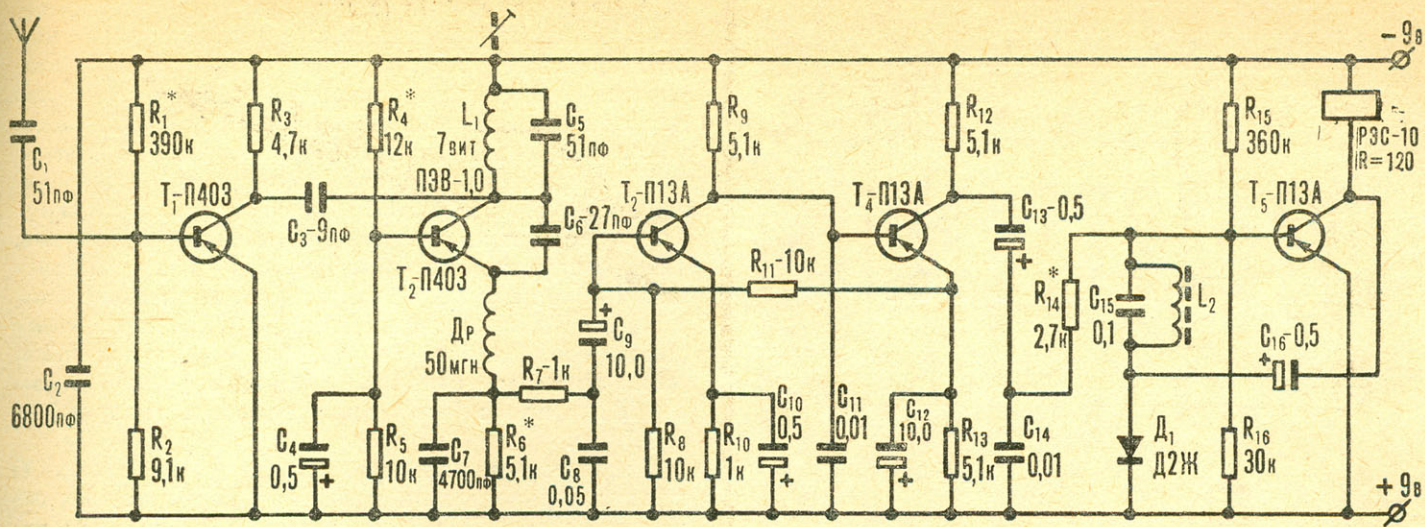 – 9в
C₁
51пф
C₂
6800пф
R₁*
390к
R₂
9,1к
T₁-П403
R₃
4,7к
C₃-9пф
R₄*
12к
C₄
0,5
+
R₅
10к
L₁
7вит
ПЭВ-1,0
C₅
51пф
C₆-27пф
T₂-П403
Др
50мгн
C₇
4700пф
R₆*
5,1к
R₇-1к
C₈
0,05
+
C₉
10,0
T₂-П13А
R₈
10к
R₉
5,1к
R₁₀
1к
C₁₀
0,5
+
R₁₁-10к
C₁₁
0,01
T₄-П13А
C₁₂
10,0
+
R₁₂
5,1к
R₁₃
5,1к
C₁₃-0,5
+
C₁₄
0,01
R₁₄*
2,7к
C₁₅
0,1
L₂
Д₁
Д2Ж
R₁₅
360к
R₁₆
30к
T₅-П13А
C₁₆-0,5
+
РЭС-10
R=120
+ 9в